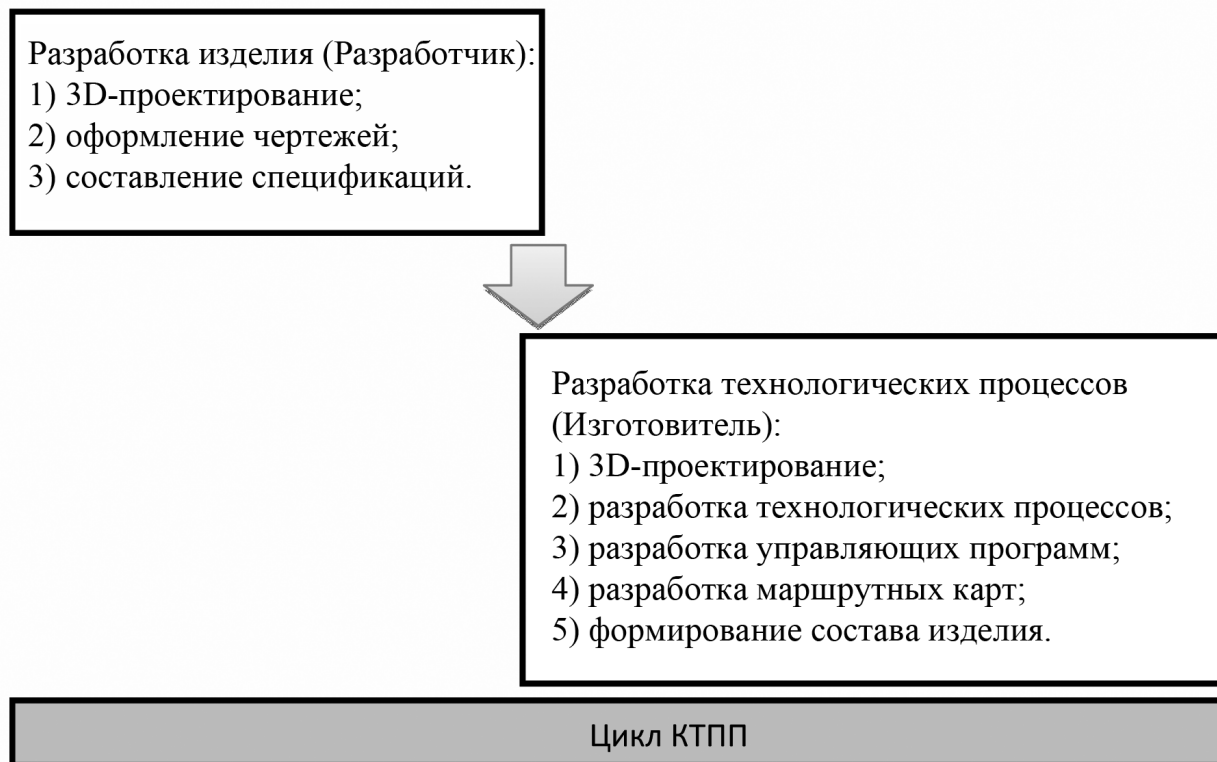 Разработка изделия (Разработчик):
1) 3D-проектирование;
2) оформление чертежей;
3) составление спецификаций.
Разработка технологических процессов
(Изготовитель):
1) 3D-проектирование;
2) разработка технологических процессов;
3) разработка управляющих программ;
4) разработка маршрутных карт;
5) формирование состава изделия.
Цикл КТПП